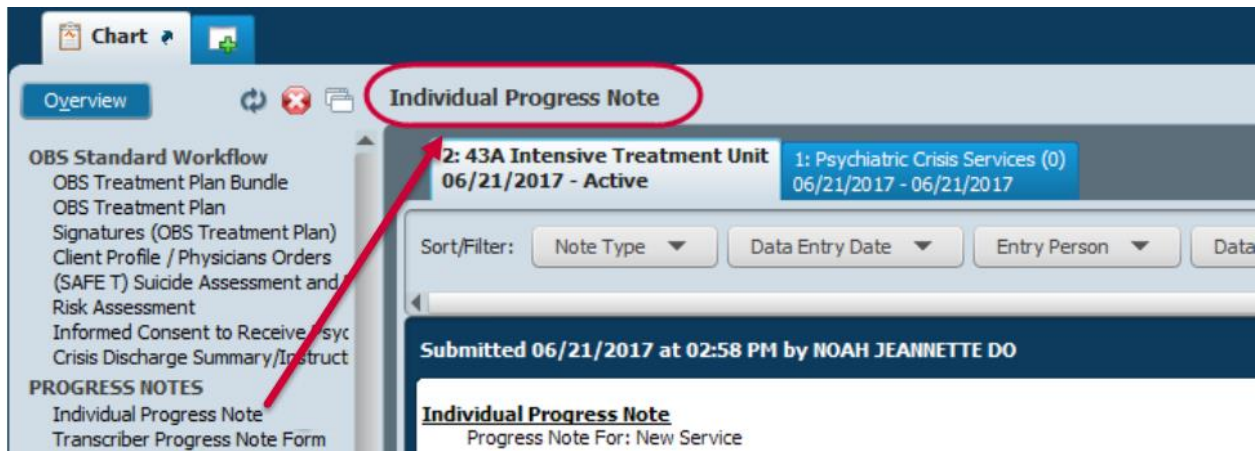 Chart
Overview
Individual Progress Note
OBS Standard Workflow
OBS Treatment Plan Bundle
OBS Treatment Plan
Signatures (OBS Treatment Plan)
Client Profile / Physicians Orders
(SAFE T) Suicide Assessment and
Risk Assessment
Informed Consent to Receive Psyc
Crisis Discharge Summary/Instruct
PROGRESS NOTES
Individual Progress Note
Transcriber Progress Note Form
2: 43A Intensive Treatment Unit
06/21/2017 - Active
1: Psychiatric Crisis Services (0)
06/21/2017 - 06/21/2017
Sort/Filter: Note Type Data Entry Date Entry Person Data
Submitted 06/21/2017 at 02:58 PM by NOAH JEANNETTE DO
Individual Progress Note
Progress Note For: New Service